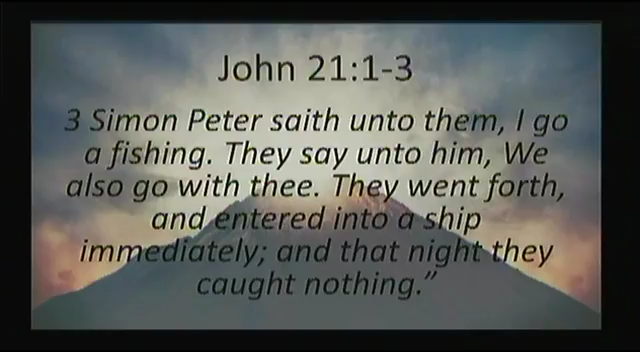 John 21:1-3
3 Simon Peter saith unto them, I go
a fishing. They say unto him, We
also go with thee. They went forth,
and entered into a ship
immediately; and that night they
caught nothing.”